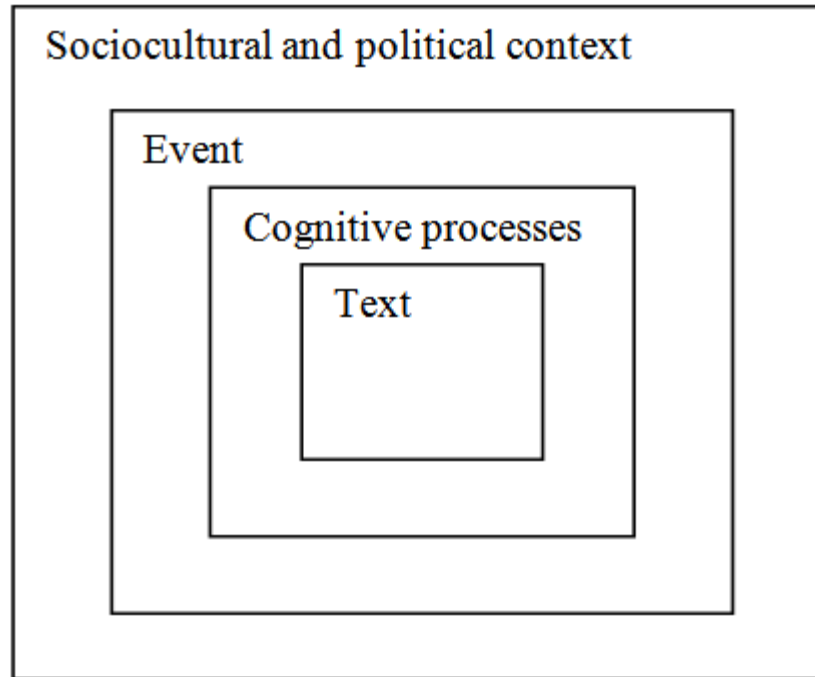 Sociocultural and political context
Event
Cognitive processes
Text